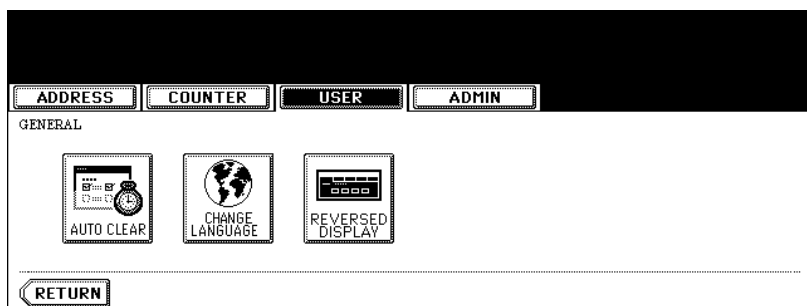 ADDRESS COUNTER USER ADMIN
GENERAL
AUTO CLEAR
CHANGE
LANGUAGE
REVERSED
DISPLAY
RETURN